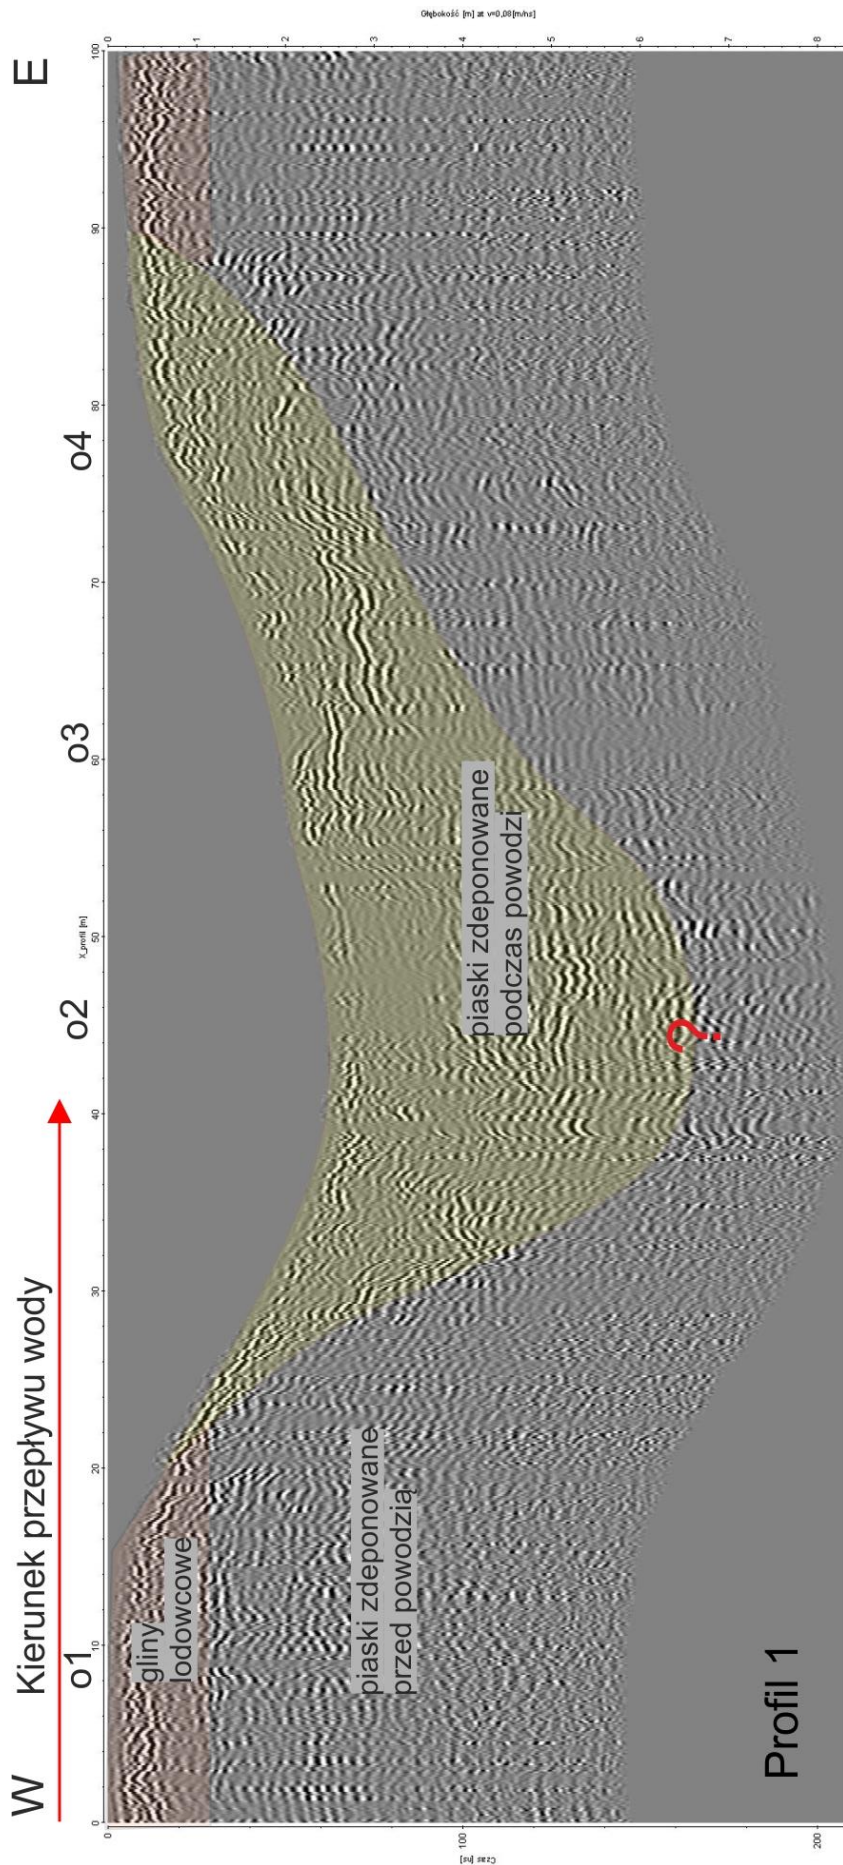 W Kierunek przepływu wody E
o1 o2 o3 o4
X_profil [m]
0 10 20 30 40 50 60 70 80 90 100
gliny
lodowcowe
piaski zdeponowane
przed powodzią
piaski zdeponowane
podczas powodzi
?
Profil 1
Czas [ns]
0 100 200
Głębokość [m] at v=0,08[m/ns]
0 1 2 3 4 5 6 7 8